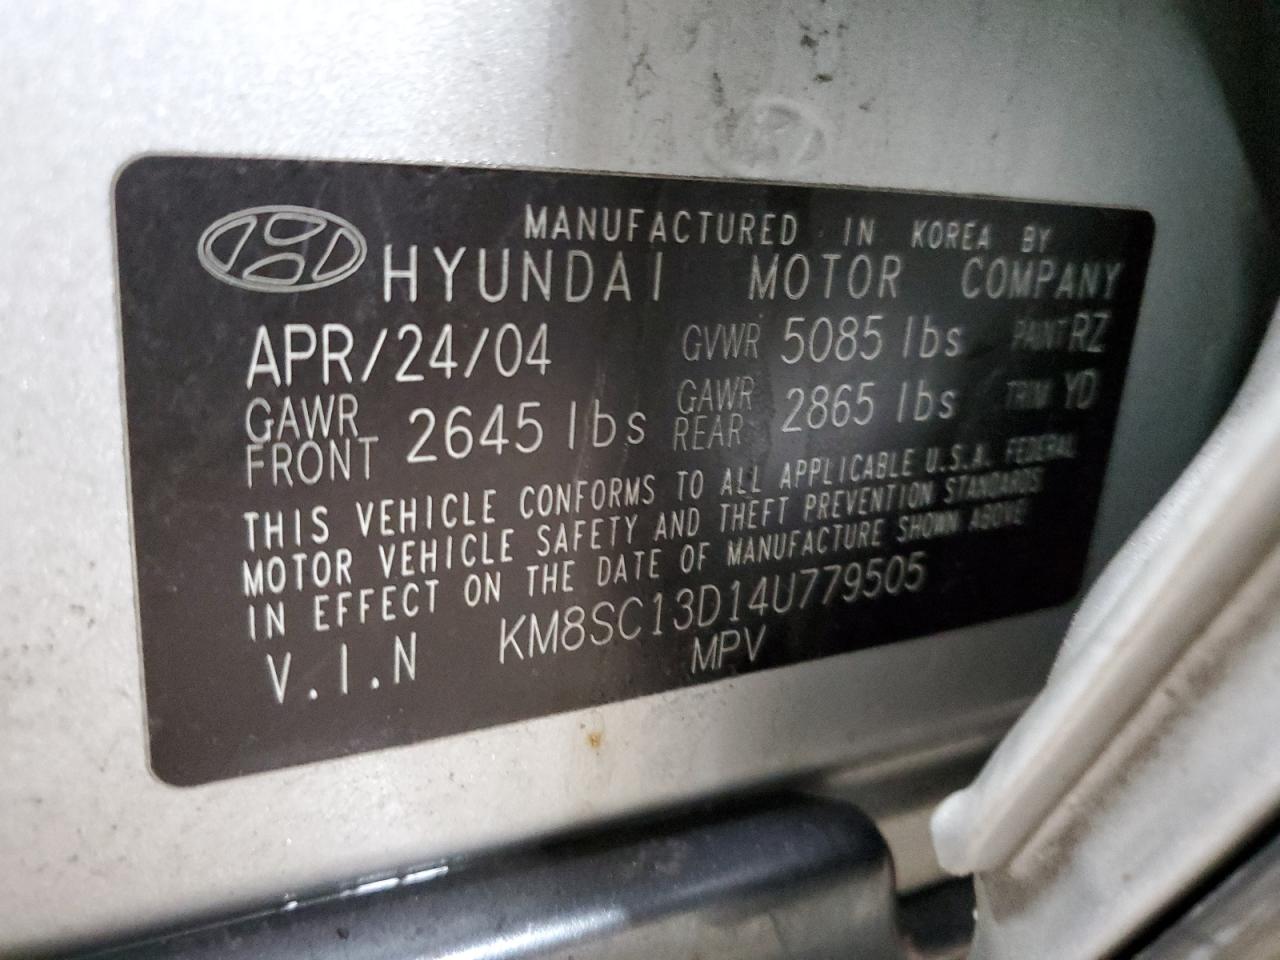 MANUFACTURED IN KOREA BY
HYUNDAI MOTOR COMPANY
APR/24/04 GVWR 5085 lbs PAINT RZ
GAWR FRONT 2645 lbs GAWR REAR 2865 lbs TRIM YD
THIS VEHICLE CONFORMS TO ALL APPLICABLE U.S.A. FEDERAL
MOTOR VEHICLE SAFETY AND THEFT PREVENTION STANDARDS
IN EFFECT ON THE DATE OF MANUFACTURE SHOWN ABOVE
V.I.N KM8SC13D14U779505
MPV